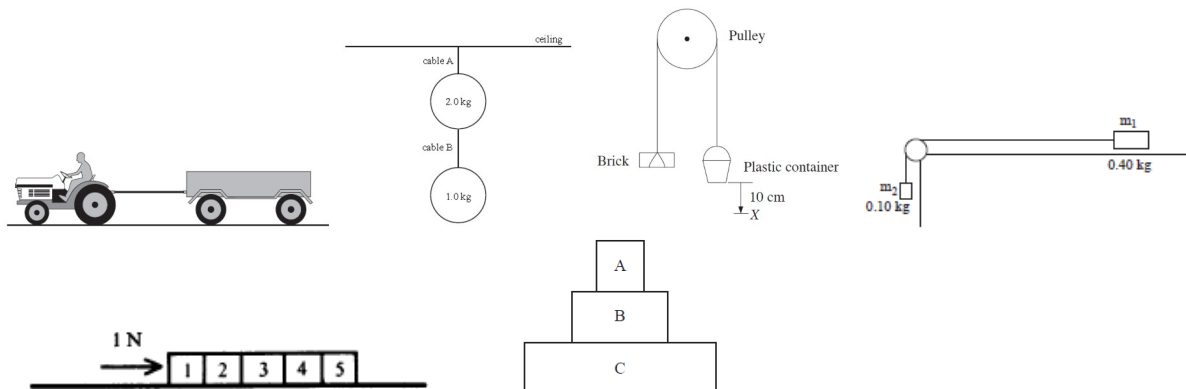 ceiling
cable A
2.0 kg
cable B
1.0 kg
Pulley
Brick
Plastic container
10 cm
X
m₁
0.40 kg
m₂
0.10 kg
1 N
1 2 3 4 5
A
B
C